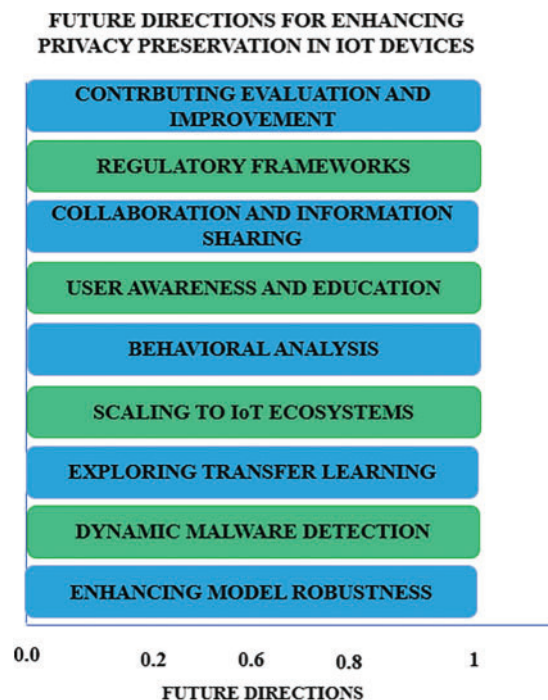 FUTURE DIRECTIONS FOR ENHANCING
PRIVACY PRESERVATION IN IOT DEVICES
CONTRBUTING EVALUATION AND
IMPROVEMENT
REGULATORY FRAMEWORKS
COLLABORATION AND INFORMATION
SHARING
USER AWARENESS AND EDUCATION
BEHAVIORAL ANALYSIS
SCALING TO IoT ECOSYSTEMS
EXPLORING TRANSFER LEARNING
DYNAMIC MALWARE DETECTION
ENHANCING MODEL ROBUSTNESS
0.0 0.2 0.6 0.8 1
FUTURE DIRECTIONS